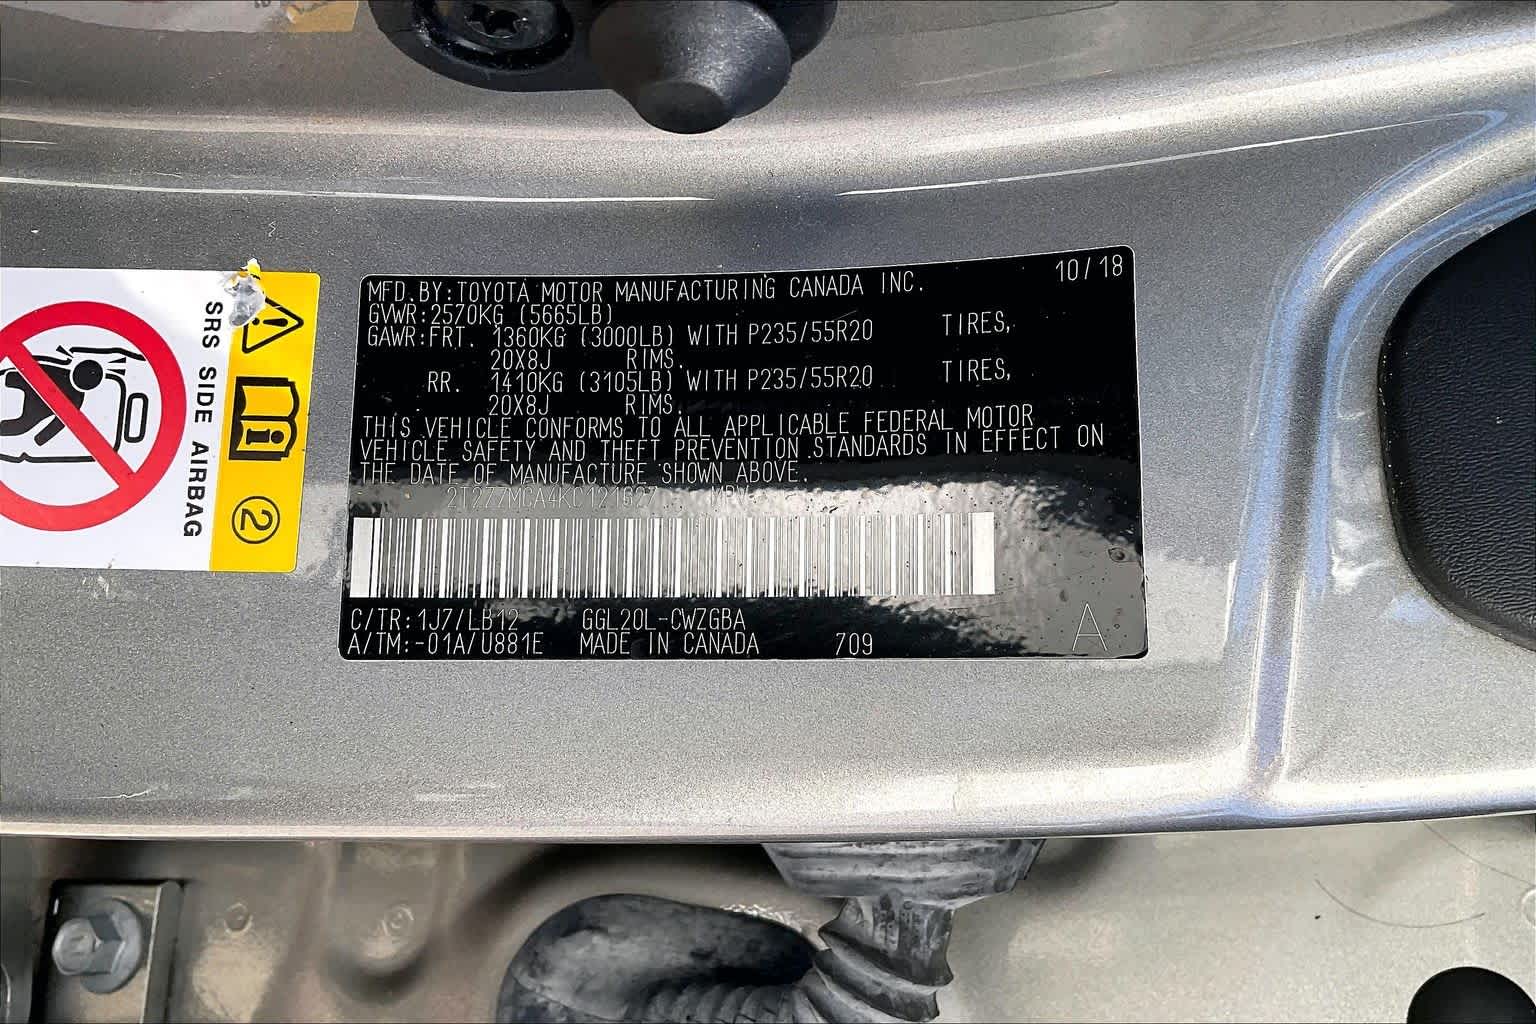 10/18
MFD.BY:TOYOTA MOTOR MANUFACTURING CANADA INC.
GVWR:2570KG (5665LB)
GAWR:FRT. 1360KG (3000LB) WITH P235/55R20 TIRES,
20X8J RIMS.
RR. 1410KG (3105LB) WITH P235/55R20 TIRES,
20X8J RIMS.
THIS VEHICLE CONFORMS TO ALL APPLICABLE FEDERAL MOTOR
VEHICLE SAFETY AND THEFT PREVENTION STANDARDS IN EFFECT ON
THE DATE OF MANUFACTURE SHOWN ABOVE.
MPV
C/TR:1J7/LB12 GGL20L-CWZGBA
A/TM:-01A/U881E MADE IN CANADA 709
A
SRS SIDE AIRBAG
2